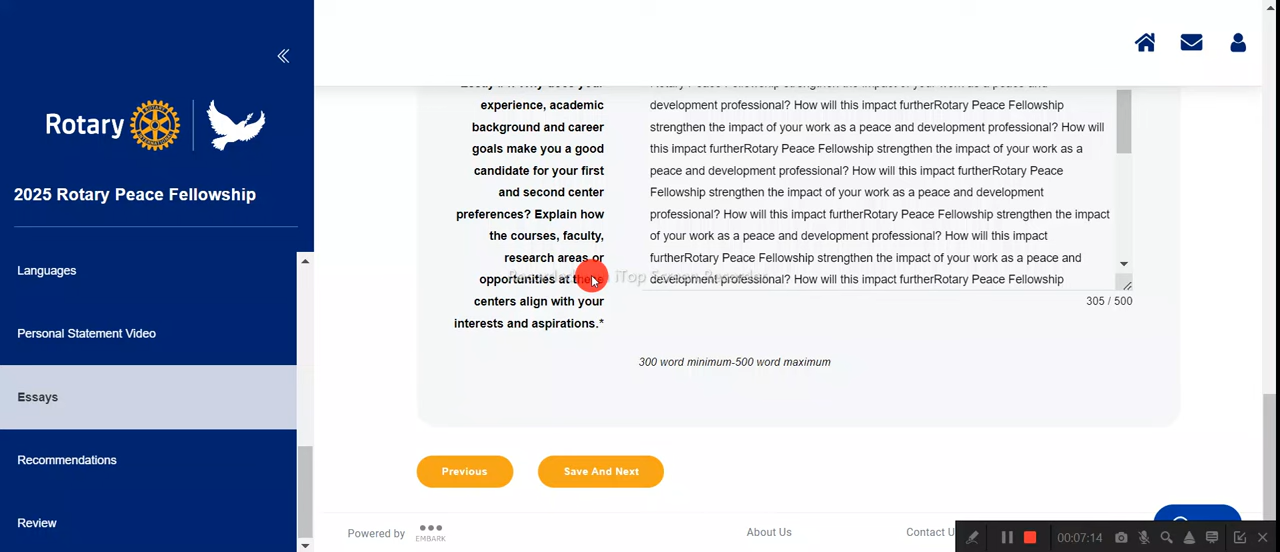 Rotary
2025 Rotary Peace Fellowship
Languages
Personal Statement Video
Essays
Recommendations
Review
experience, academic
background and career
goals make you a good
candidate for your first
and second center
preferences? Explain how
the courses, faculty,
research areas or
opportunities at these
centers align with your
interests and aspirations.*
development professional? How will this impact furtherRotary Peace Fellowship
strengthen the impact of your work as a peace and development professional? How will
this impact furtherRotary Peace Fellowship strengthen the impact of your work as a
peace and development professional? How will this impact furtherRotary Peace
Fellowship strengthen the impact of your work as a peace and development
professional? How will this impact furtherRotary Peace Fellowship strengthen the impact
of your work as a peace and development professional? How will this impact
furtherRotary Peace Fellowship strengthen the impact of your work as a peace and
development professional? How will this impact furtherRotary Peace Fellowship
iTop Screen Recorder
305 / 500
300 word minimum-500 word maximum
Previous
Save And Next
Powered by
EMBARK
About Us
Contact U
00:07:14